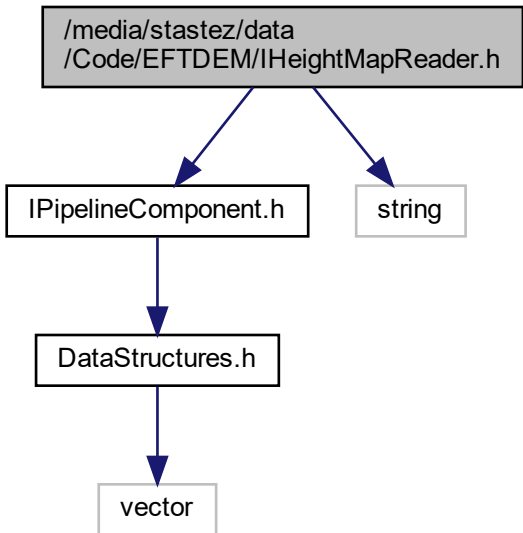 /media/stastez/data
/Code/EFTDEM/IHeightMapReader.h
IPipelineComponent.h
string
DataStructures.h
vector